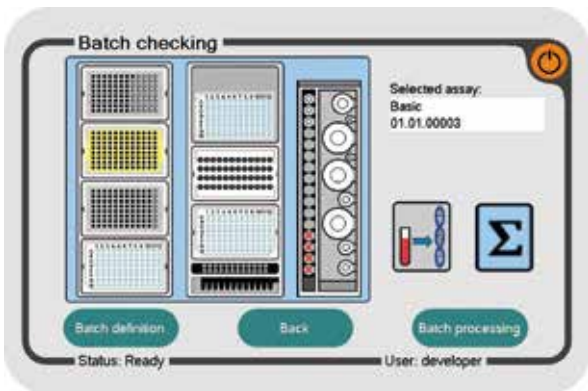 Batch checking
Selected assay:
Basic
01.01.00003
Σ
Batch definition
Back
Batch processing
Status: Ready
User: developer